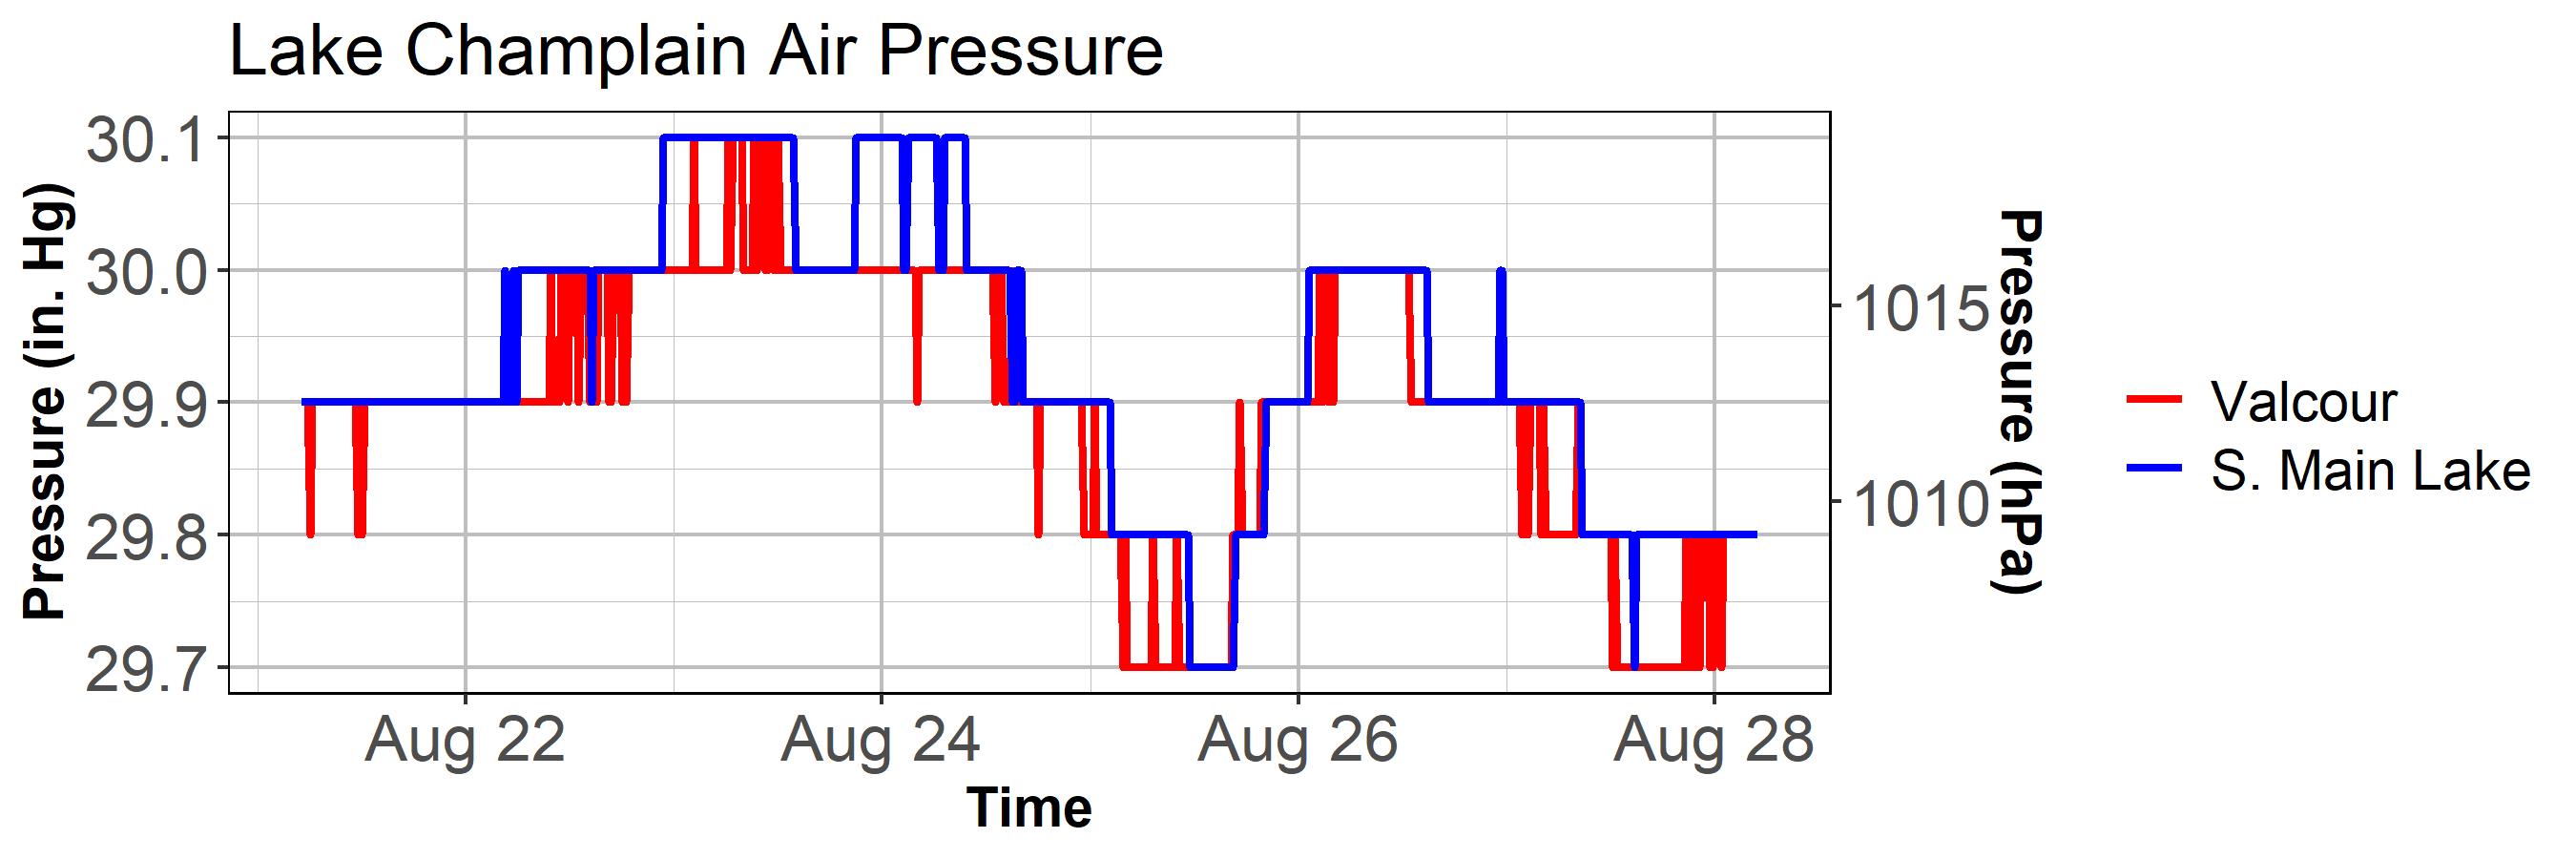 Lake Champlain Air Pressure
Pressure (in. Hg)
30.1
30.0
29.9
29.8
29.7
Aug 22
Aug 24
Aug 26
Aug 28
Time
1015
1010
Pressure (hPa)
Valcour
S. Main Lake